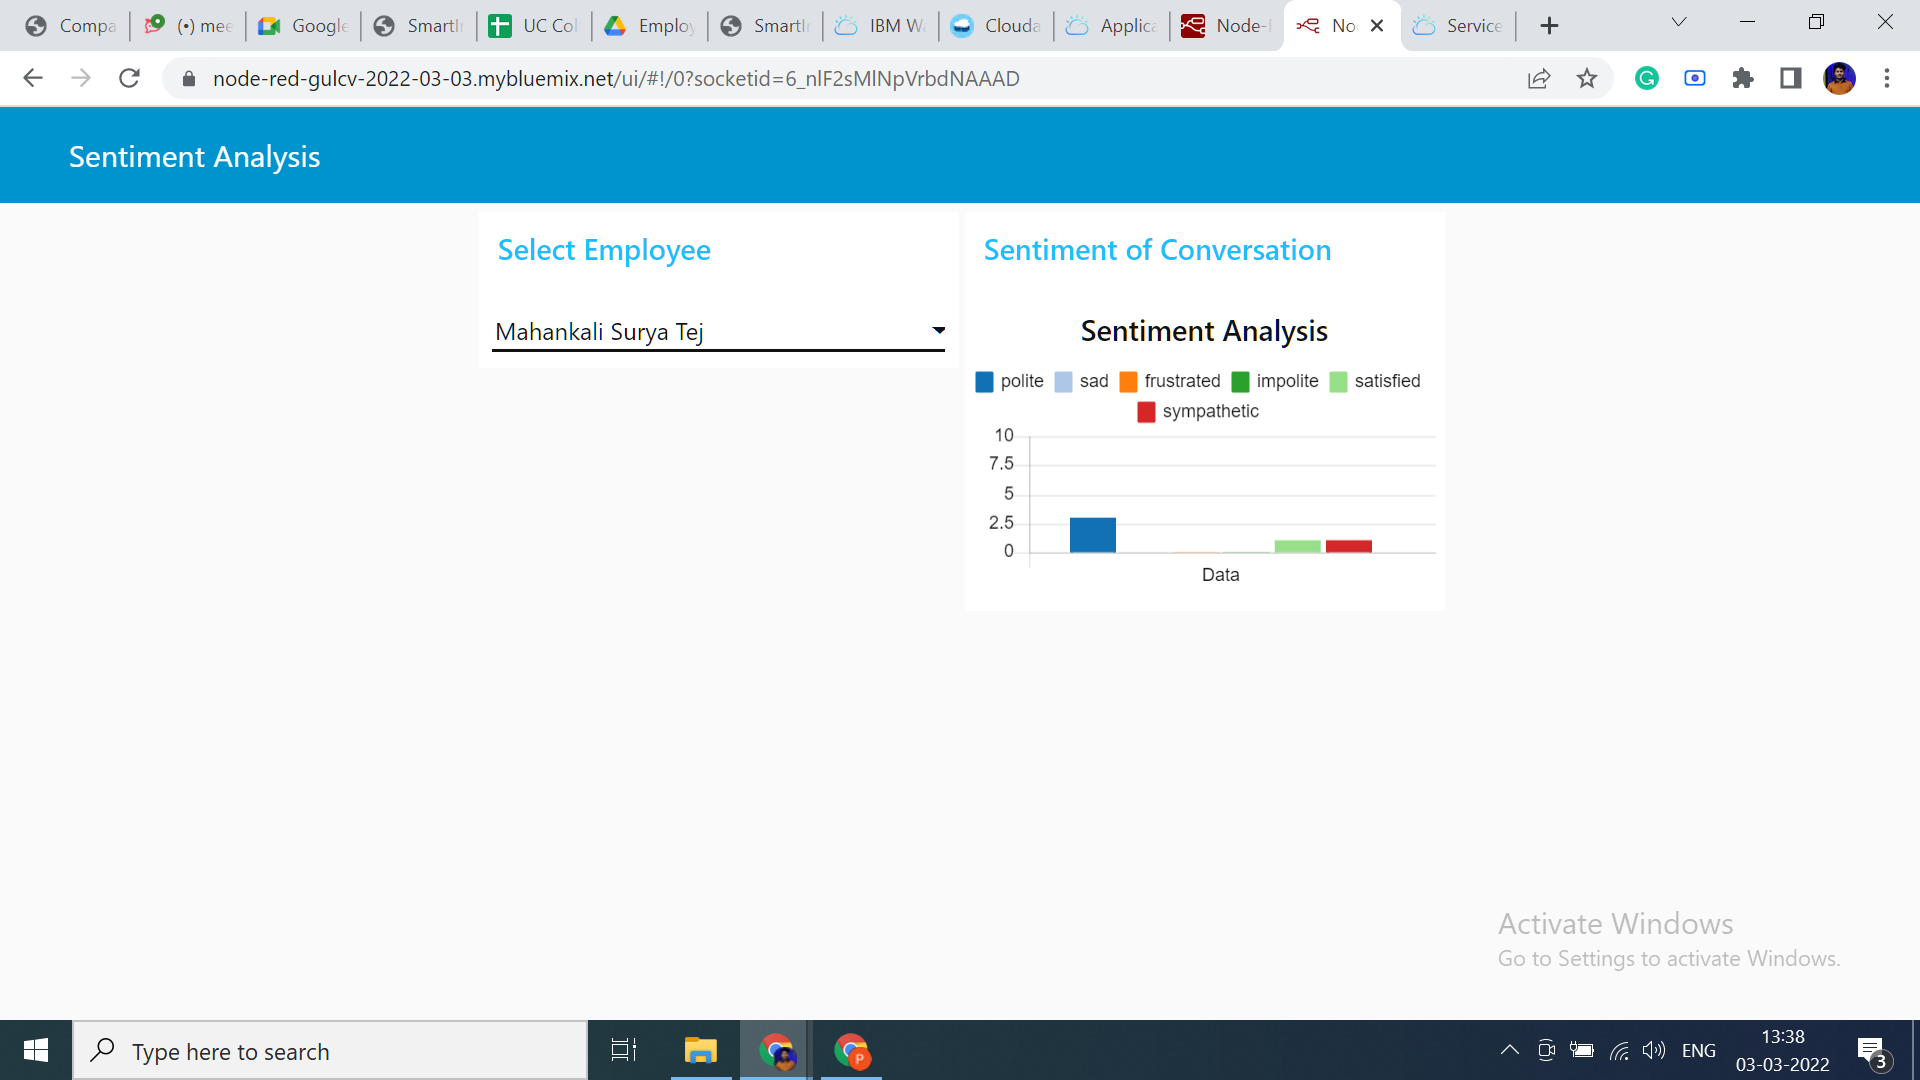 Compa (•) mee Google SmartIr UC Col Employ SmartIr IBM Wa Clouda Applica Node- No Service
node-red-gulcv-2022-03-03.mybluemix.net/ui/#!/0?socketid=6_nlF2sMlNpVrbdNAAAD
Sentiment Analysis
Select Employee
Mahankali Surya Tej
Sentiment of Conversation
Sentiment Analysis
polite sad frustrated impolite satisfied
sympathetic
10
7.5
5
2.5
0
Data
Activate Windows
Go to Settings to activate Windows.
Type here to search
P
ENG
13:38
03-03-2022
3